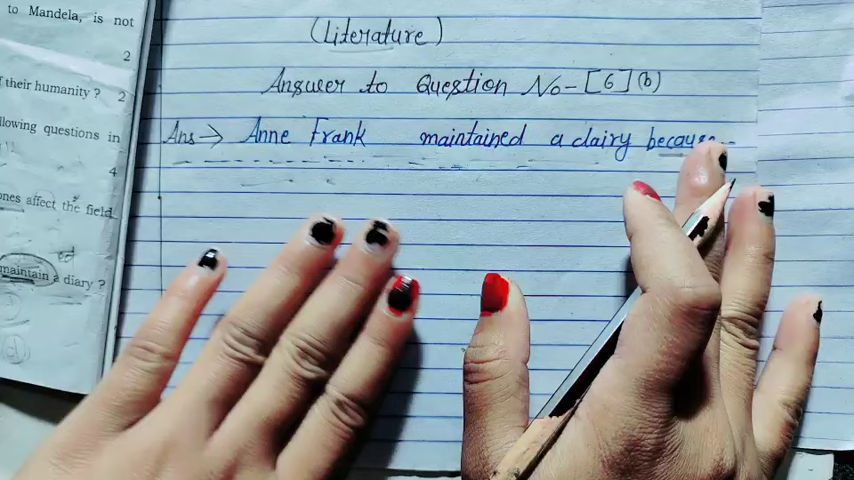 to Mandela, is not
2
f their humanity ? 2
llowing questions in
4
ones affect the field
ed
maintain a diary ?
(Literature)
Answer to Question No-[6](b)
Ans → Anne Frank maintained a dairy because--